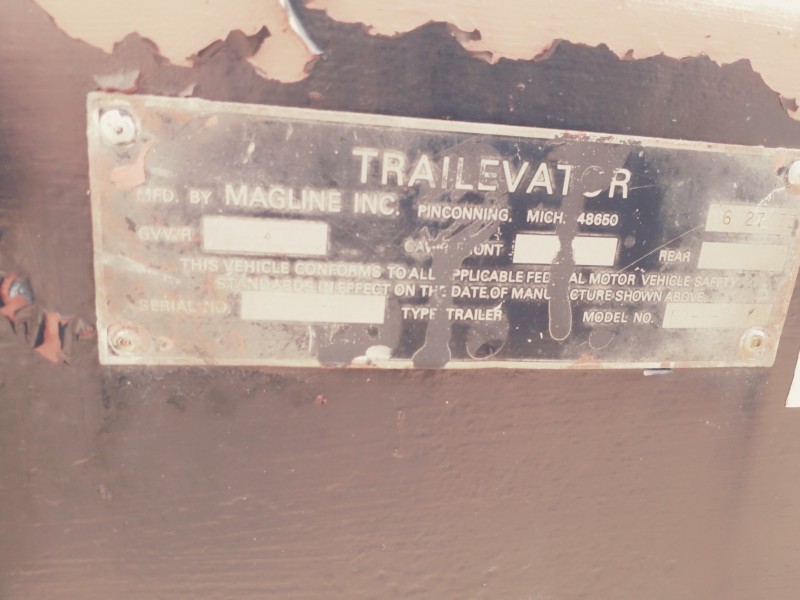 TRAILEVATOR
MFD. BY MAGLINE INC. PINCONNING, MICH. 48650
6 27
GVWR
FRONT
REAR
THIS VEHICLE CONFORMS TO ALL APPLICABLE FEDERAL MOTOR VEHICLE SAFETY
STANDARDS IN EFFECT ON THE DATE OF MANUFACTURE SHOWN ABOVE
SERIAL NO. TYPE TRAILER MODEL NO.